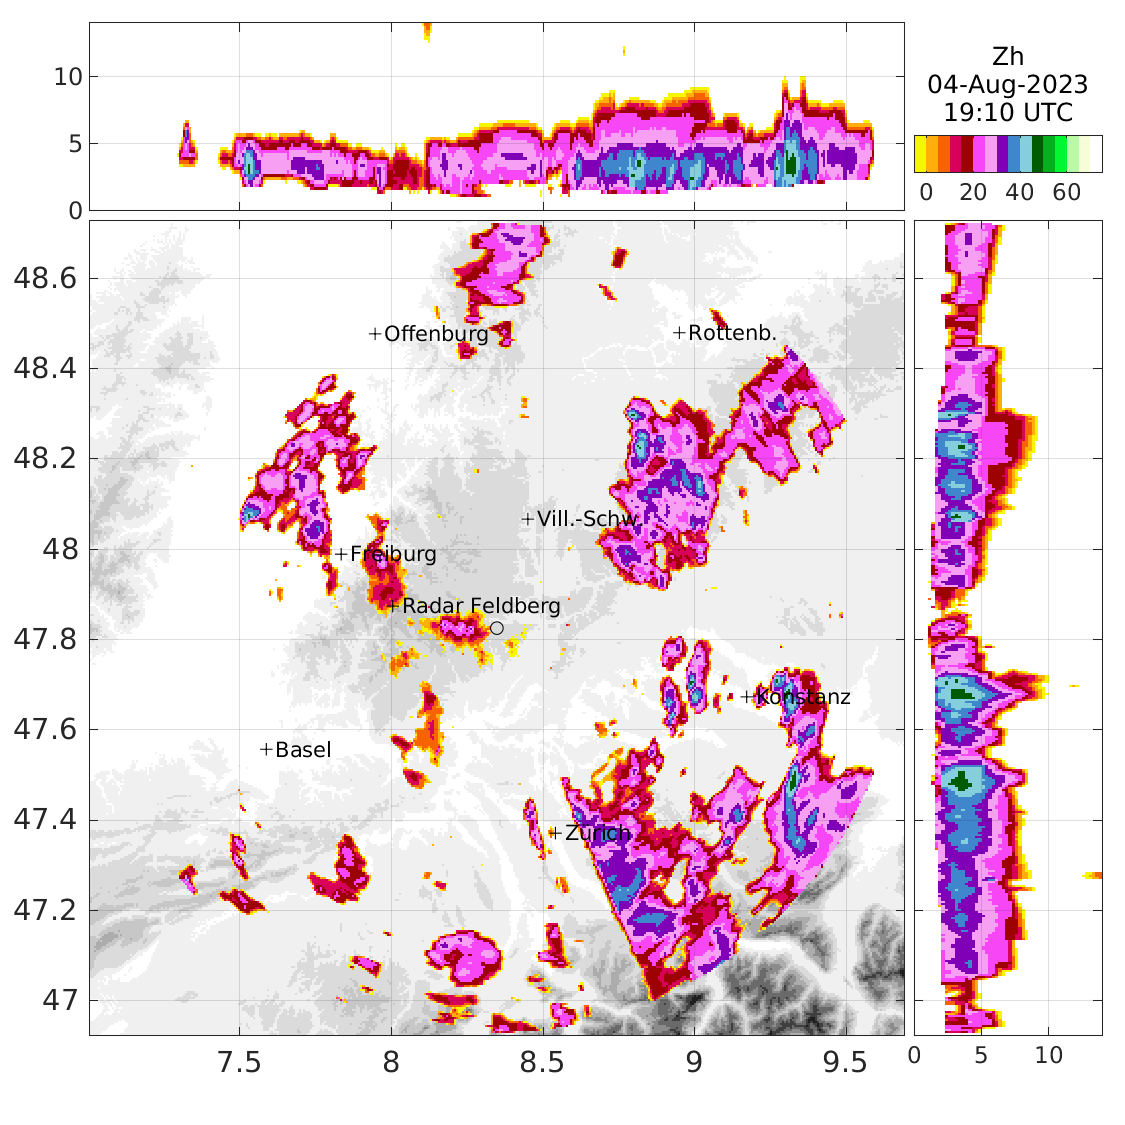 Zh
04-Aug-2023
19:10 UTC
0 20 40 60
10
5
0
48.6
48.4
48.2
48
47.8
47.6
47.4
47.2
47
+Offenburg
+Rottenb.
+Vill.-Schw.
+Freiburg
+Radar Feldberg
+Konstanz
+Basel
+Zürich
7.5 8 8.5 9 9.5
0 5 10